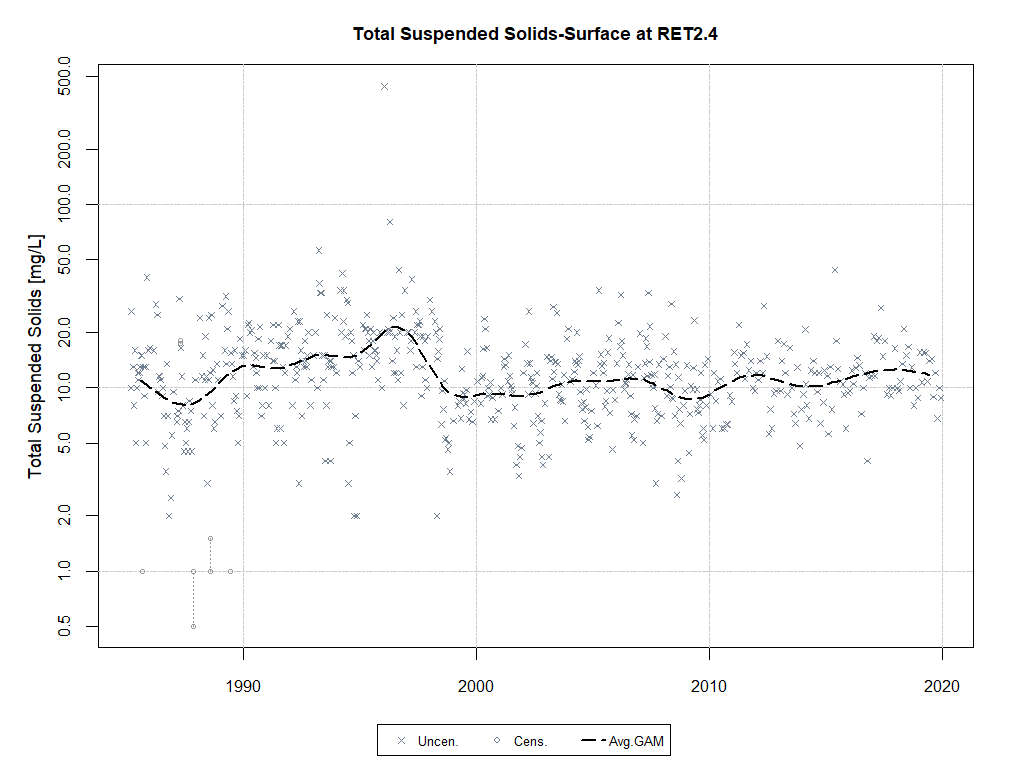 Total Suspended Solids-Surface at RET2.4
Total Suspended Solids [mg/L]
500.0
200.0
100.0
50.0
20.0
10.0
5.0
2.0
1.0
0.5
1990 2000 2010 2020
Uncen. Cens. Avg.GAM